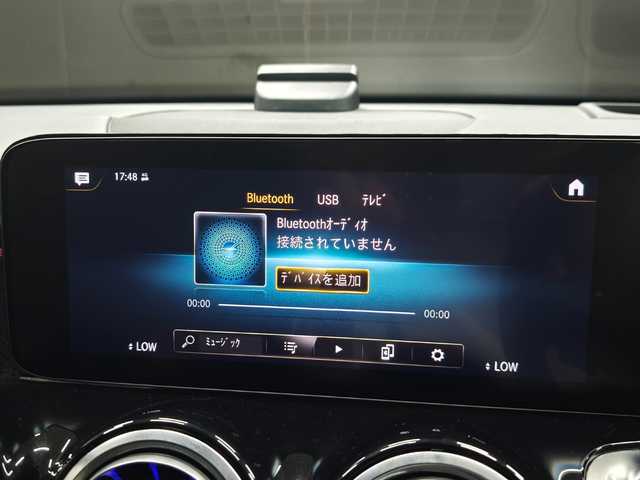 17:48
Bluetooth USB テレビ
Bluetoothオーディオ
接続されていません
デバイスを追加
00:00 00:00
ミュージック
LOW LOW